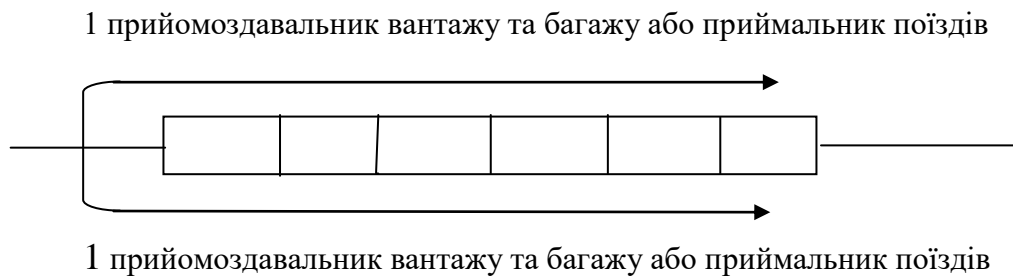 1 прийомоздавальник вантажу та багажу або приймальник поїздів
1 прийомоздавальник вантажу та багажу або приймальник поїздів